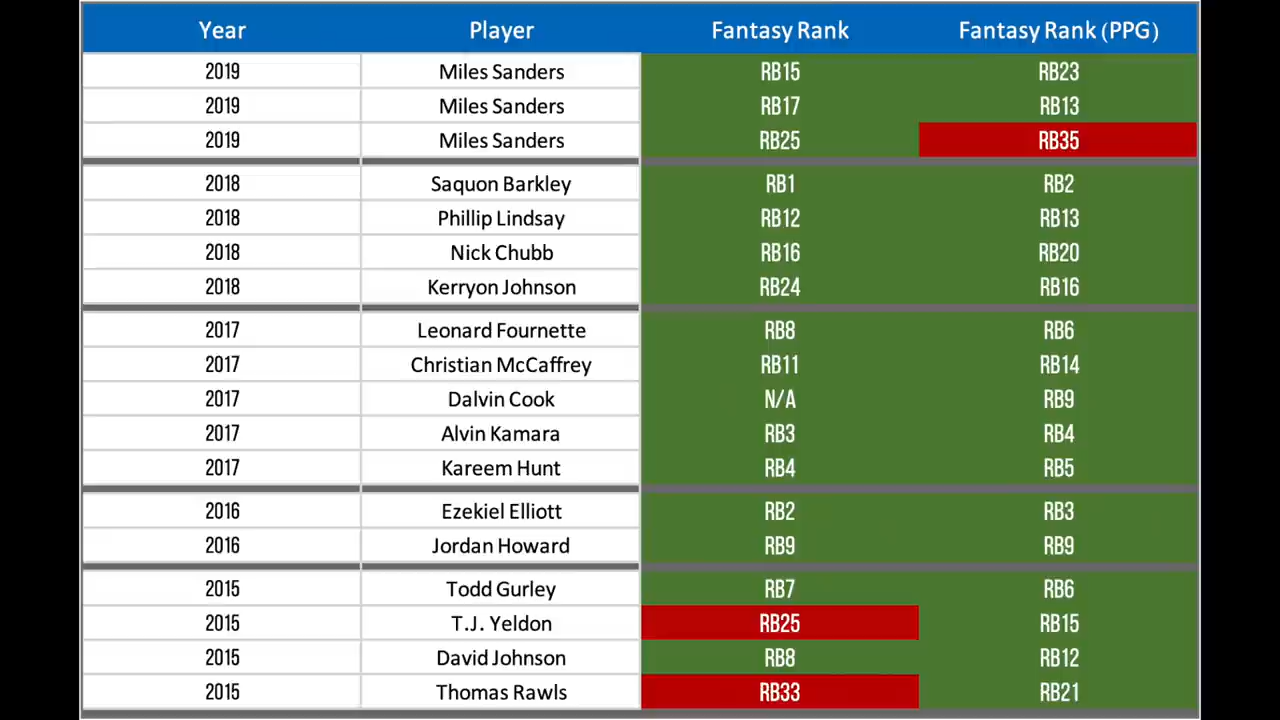 Year Player Fantasy Rank Fantasy Rank (PPG)
2019 Miles Sanders RB15 RB23
2019 Miles Sanders RB17 RB13
2019 Miles Sanders RB25 RB35
2018 Saquon Barkley RB1 RB2
2018 Phillip Lindsay RB12 RB13
2018 Nick Chubb RB16 RB20
2018 Kerryon Johnson RB24 RB16
2017 Leonard Fournette RB8 RB6
2017 Christian McCaffrey RB11 RB14
2017 Dalvin Cook N/A RB9
2017 Alvin Kamara RB3 RB4
2017 Kareem Hunt RB4 RB5
2016 Ezekiel Elliott RB2 RB3
2016 Jordan Howard RB9 RB9
2015 Todd Gurley RB7 RB6
2015 T.J. Yeldon RB25 RB15
2015 David Johnson RB8 RB12
2015 Thomas Rawls RB33 RB21